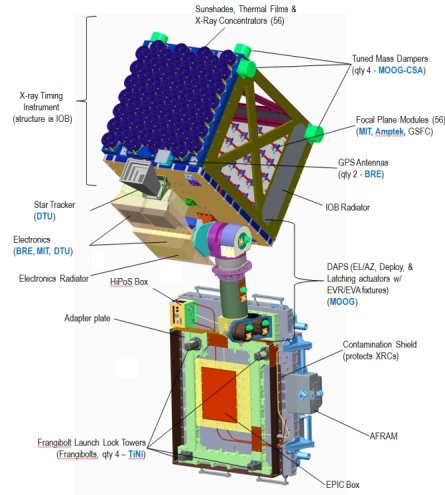 Sunshades, Thermal Films &
X-Ray Concentrators (56)
Tuned Mass Dampers
(qty 4 - MOOG-CSA)
X-ray Timing
Instrument
(structure is IOB)
Focal Plane Modules (56)
(MIT, Amptek, GSFC)
GPS Antennas
(qty 2 - BRE)
Star Tracker
(DTU)
IOB Radiator
Electronics
(BRE, MIT, DTU)
DAPS (EL/AZ, Deploy, &
Latching actuators w/
EVR/EVA fixtures)
(MOOG)
Electronics Radiator
HiPoS Box
Adapter plate
Contamination Shield
(protects XRCs)
AFRAM
Frangibolt Launch Lock Towers
(Frangibolts, qty 4 – TiNi)
EPIC Box